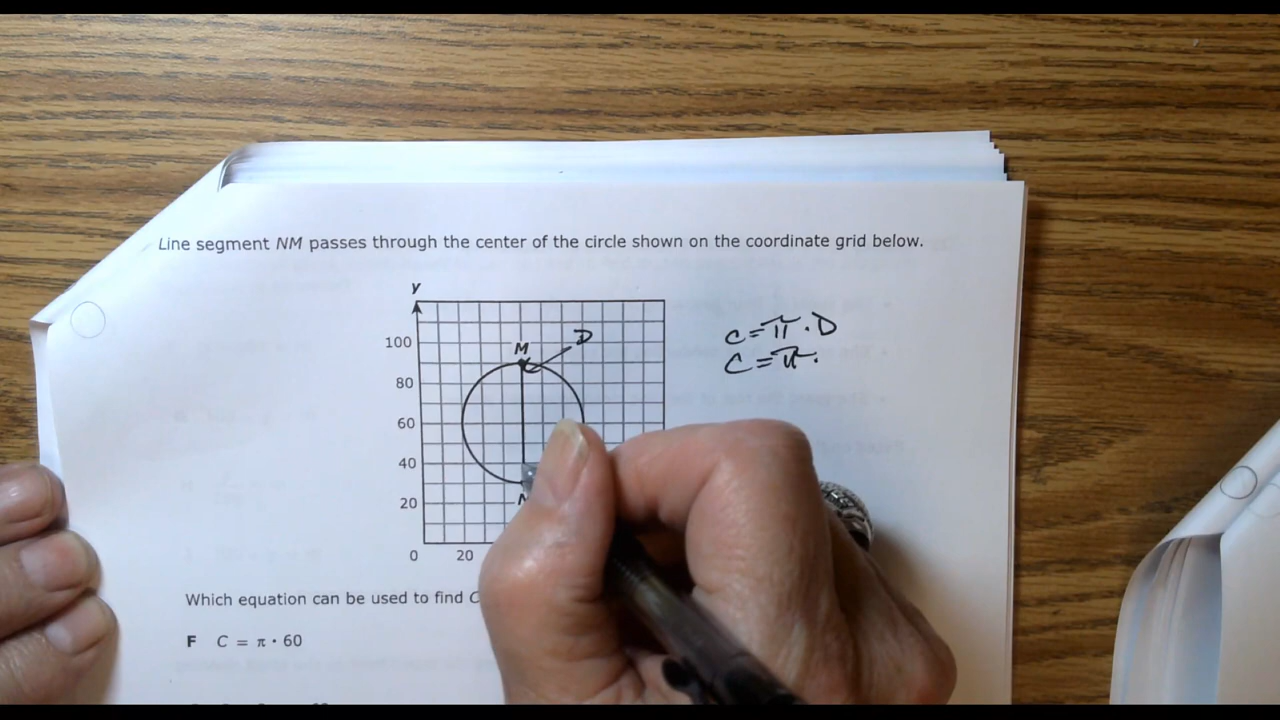 Line segment NM passes through the center of the circle shown on the coordinate grid below.
y
100
80
60
40
20
0 20
M
D
C = π · D
C = π ·
Which equation can be used to find C
F C = π • 60